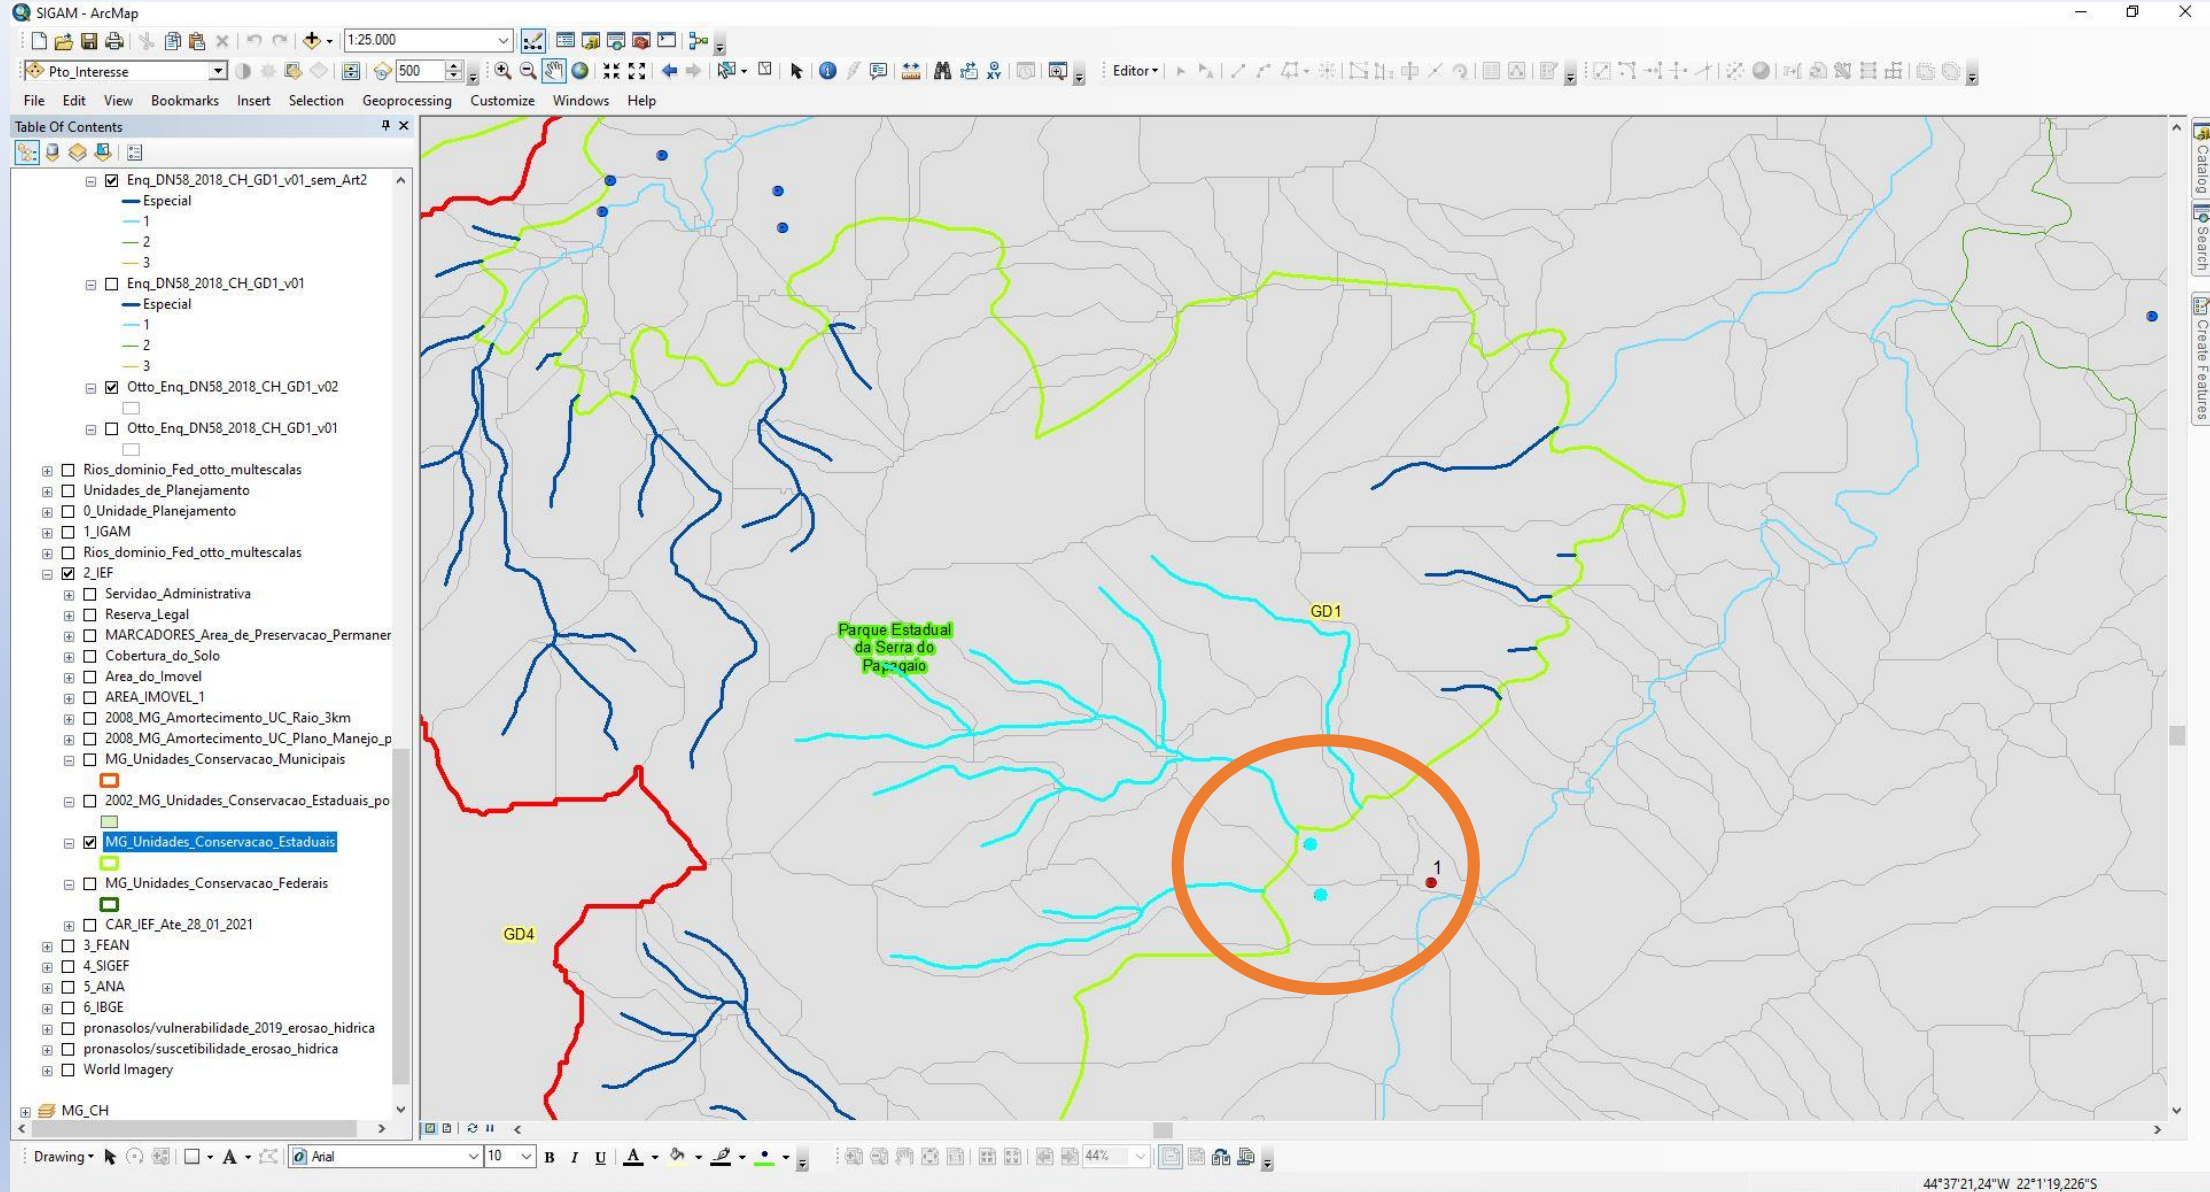 SIGAM - ArcMap
1:25.000
Pto_Interesse
500
Editor
File Edit View Bookmarks Insert Selection Geoprocessing Customize Windows Help
Table Of Contents
Enq_DN58_2018_CH_GD1_v01_sem_Art2
Especial
1
2
3
Enq_DN58_2018_CH_GD1_v01
Especial
1
2
3
Otto_Enq_DN58_2018_CH_GD1_v02
Otto_Enq_DN58_2018_CH_GD1_v01
Rios_dominio_Fed_otto_multescalas
Unidades_de_Planejamento
0_Unidade_Planejamento
1_IGAM
Rios_dominio_Fed_otto_multescalas
2_IEF
Servidao_Administrativa
Reserva_Legal
MARCADORES_Area_de_Preservacao_Permaner
Cobertura_do_Solo
Area_do_Imovel
AREA_IMOVEL_1
2008_MG_Amortecimento_UC_Raio_3km
2008_MG_Amortecimento_UC_Plano_Manejo_p
MG_Unidades_Conservacao_Municipais
2002_MG_Unidades_Conservacao_Estaduais_po
MG_Unidades_Conservacao_Estaduais
MG_Unidades_Conservacao_Federais
CAR_IEF_Ate_28_01_2021
3_FEAN
4_SIGEF
5_ANA
6_IBGE
pronasolos/vulnerabilidade_2019_erosao_hidrica
pronasolos/suscetibilidade_erosao_hidrica
World Imagery
MG_CH
GD1
Parque Estadual
da Serra do
Papagaio
1
GD4
Catalog
Search
Create Features
Drawing
A
Arial
10
B I U A
44%
44°37'21,24"W 22°1'19,226"S